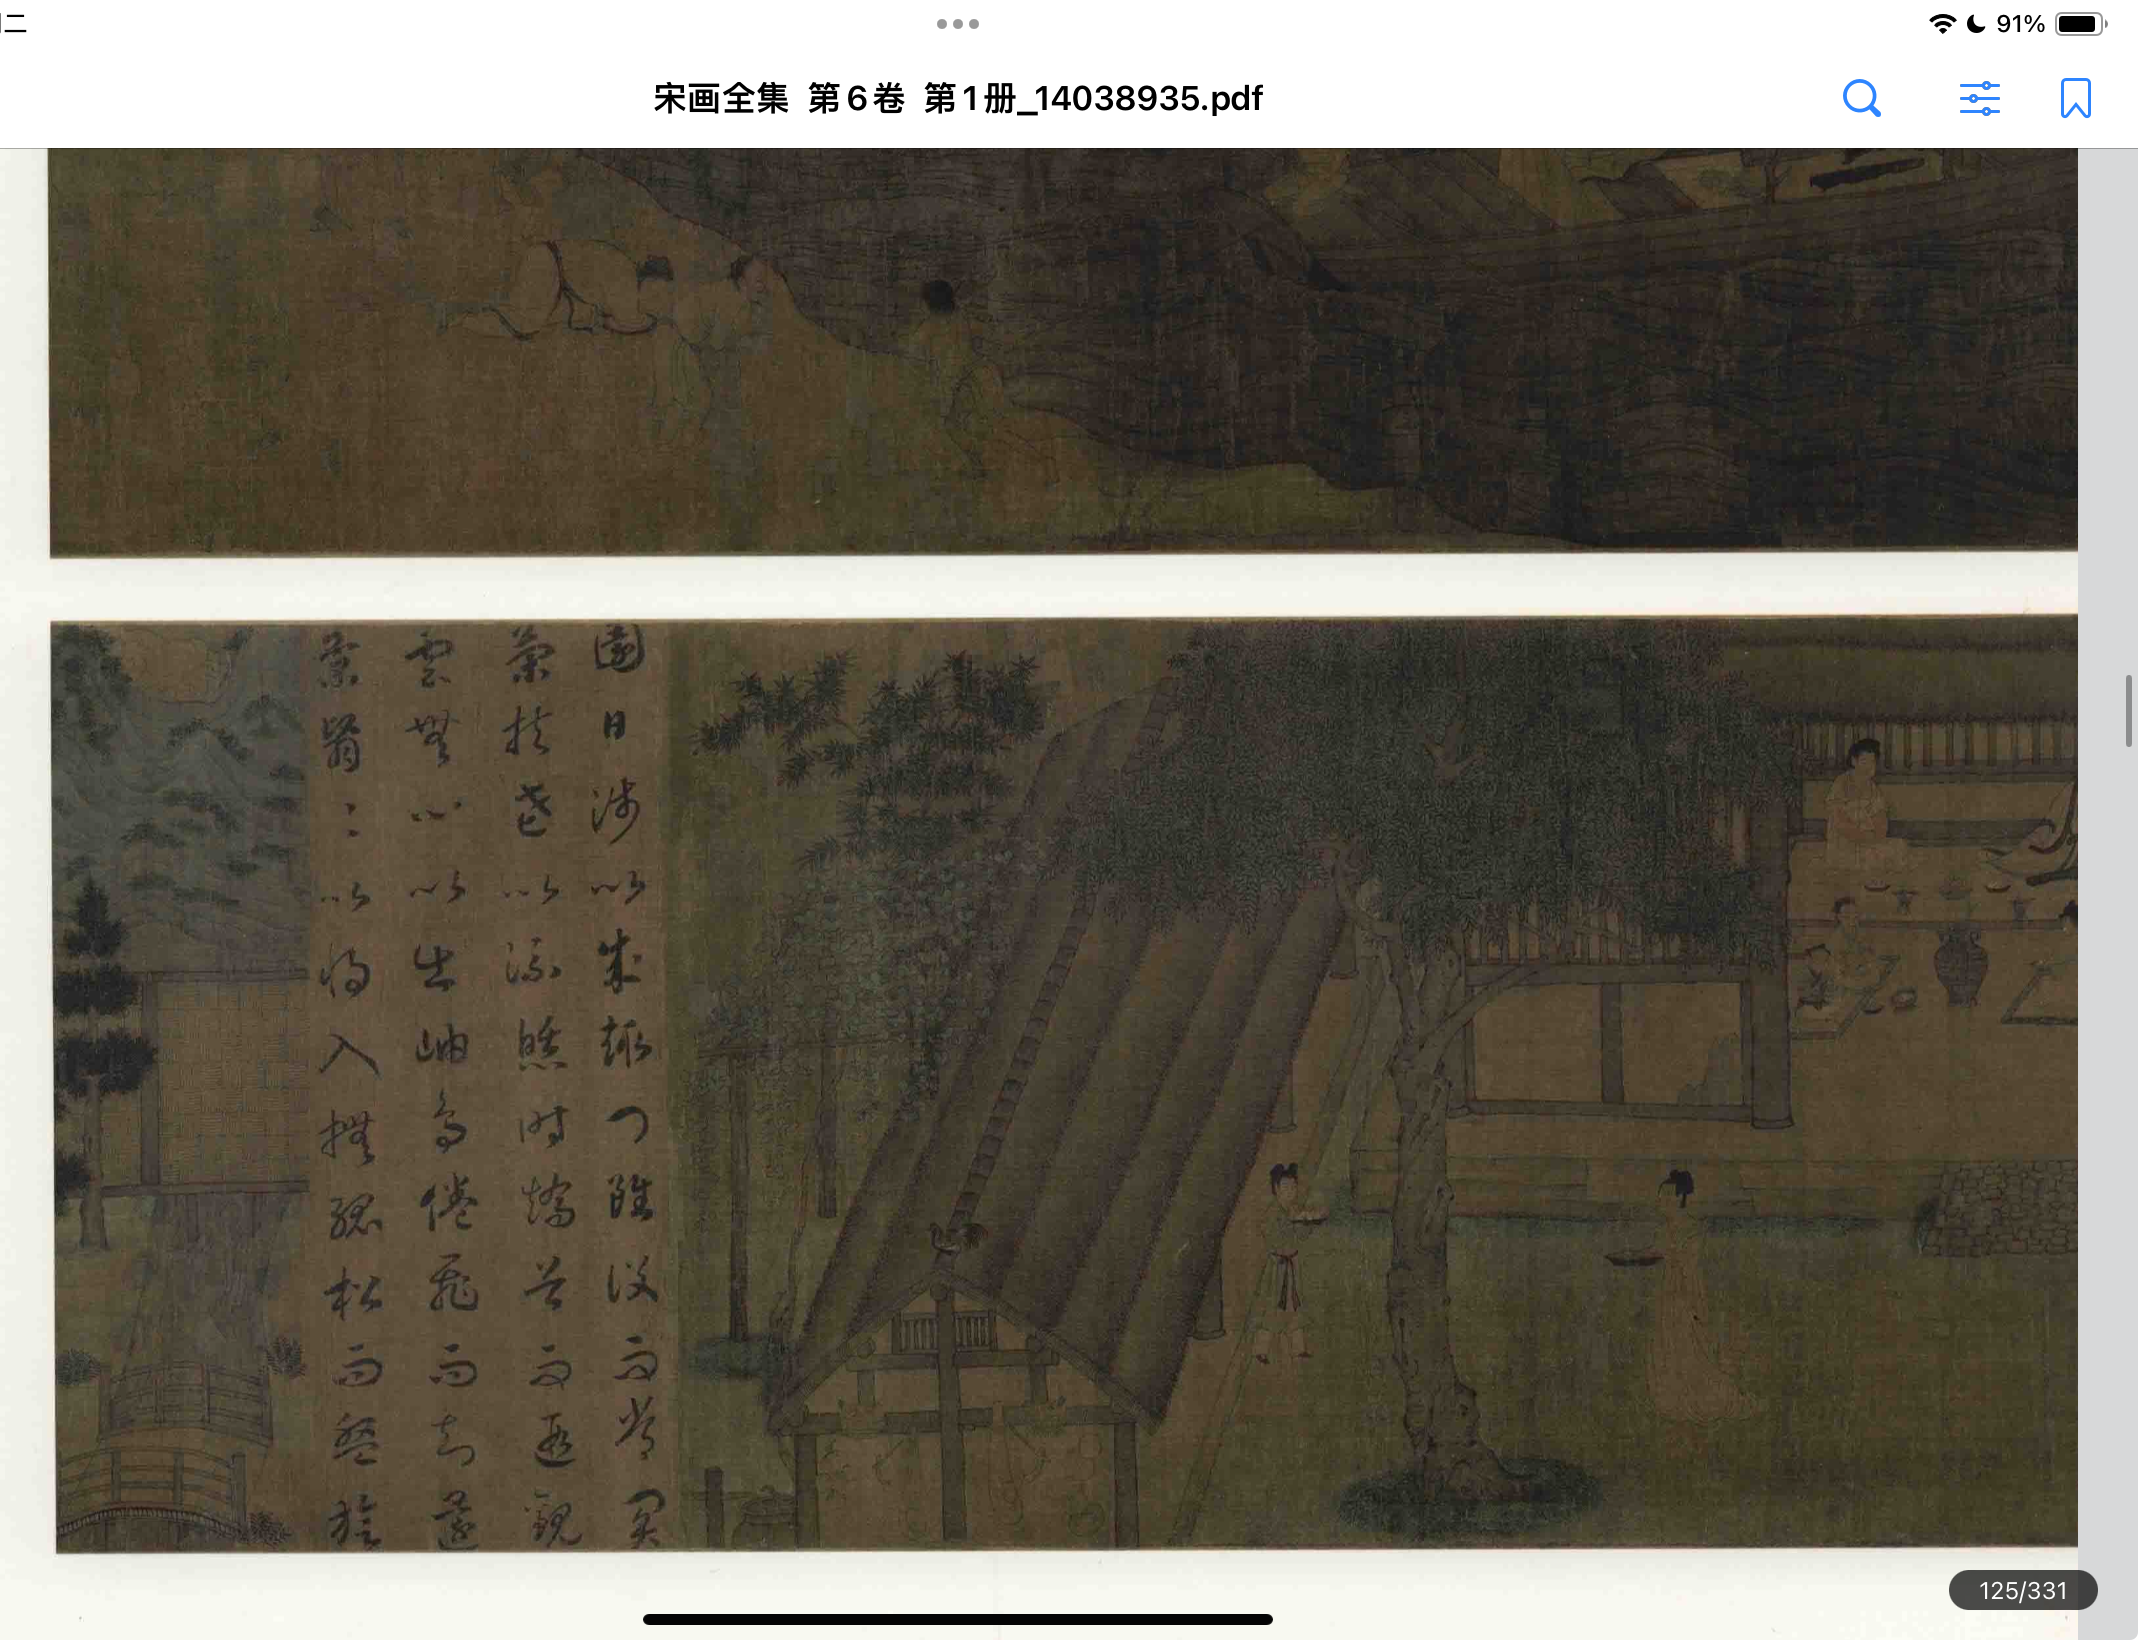 二
91%
宋画全集 第6卷 第1册_14038935.pdf
園日涉以成趣門雖設而常關
策扶老以流憩時矯首而遐觀
雲無心以出岫鳥倦飛而知還
景翳〻以將入撫孤松而盤桓
125/331